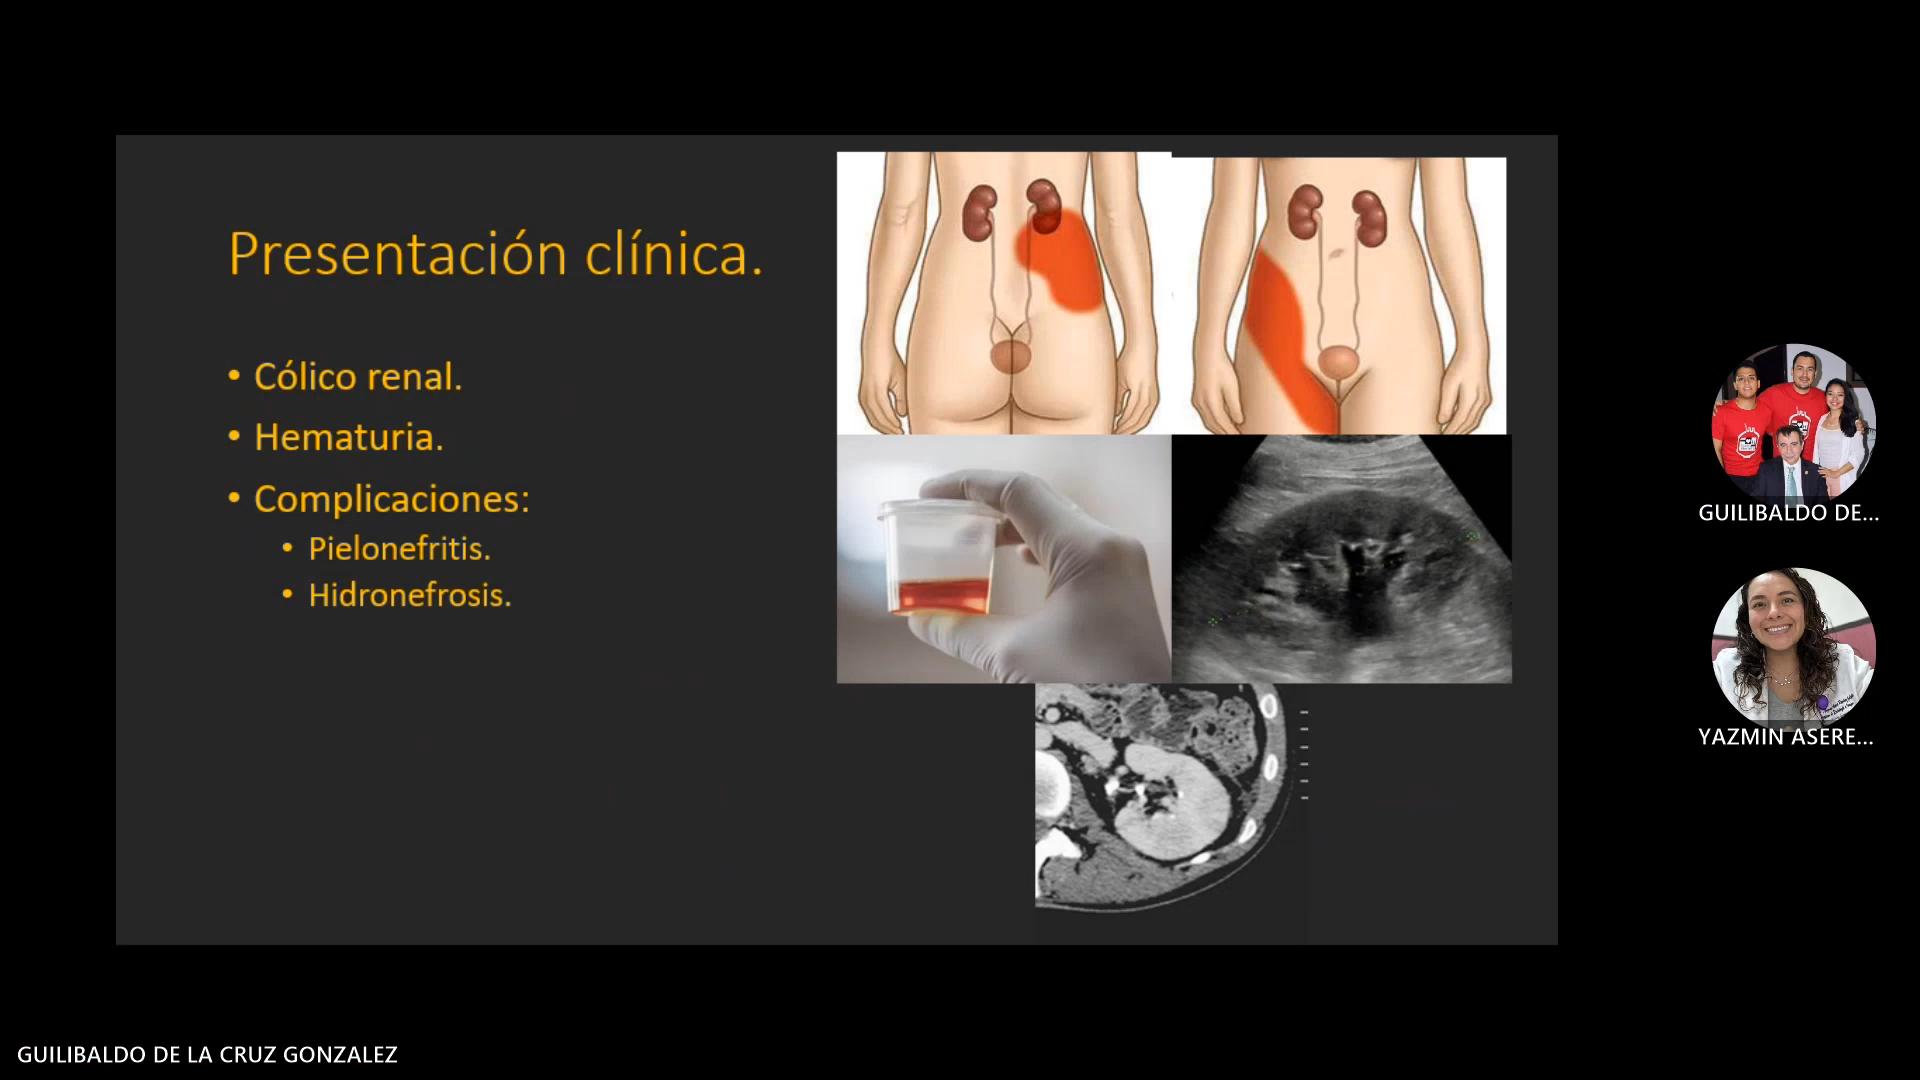 Presentación clínica.
• Cólico renal.
• Hematuria.
• Complicaciones:
• Pielonefritis.
• Hidronefrosis.
GUILIBALDO DE...
YAZMIN ASERE...
GUILIBALDO DE LA CRUZ GONZALEZ